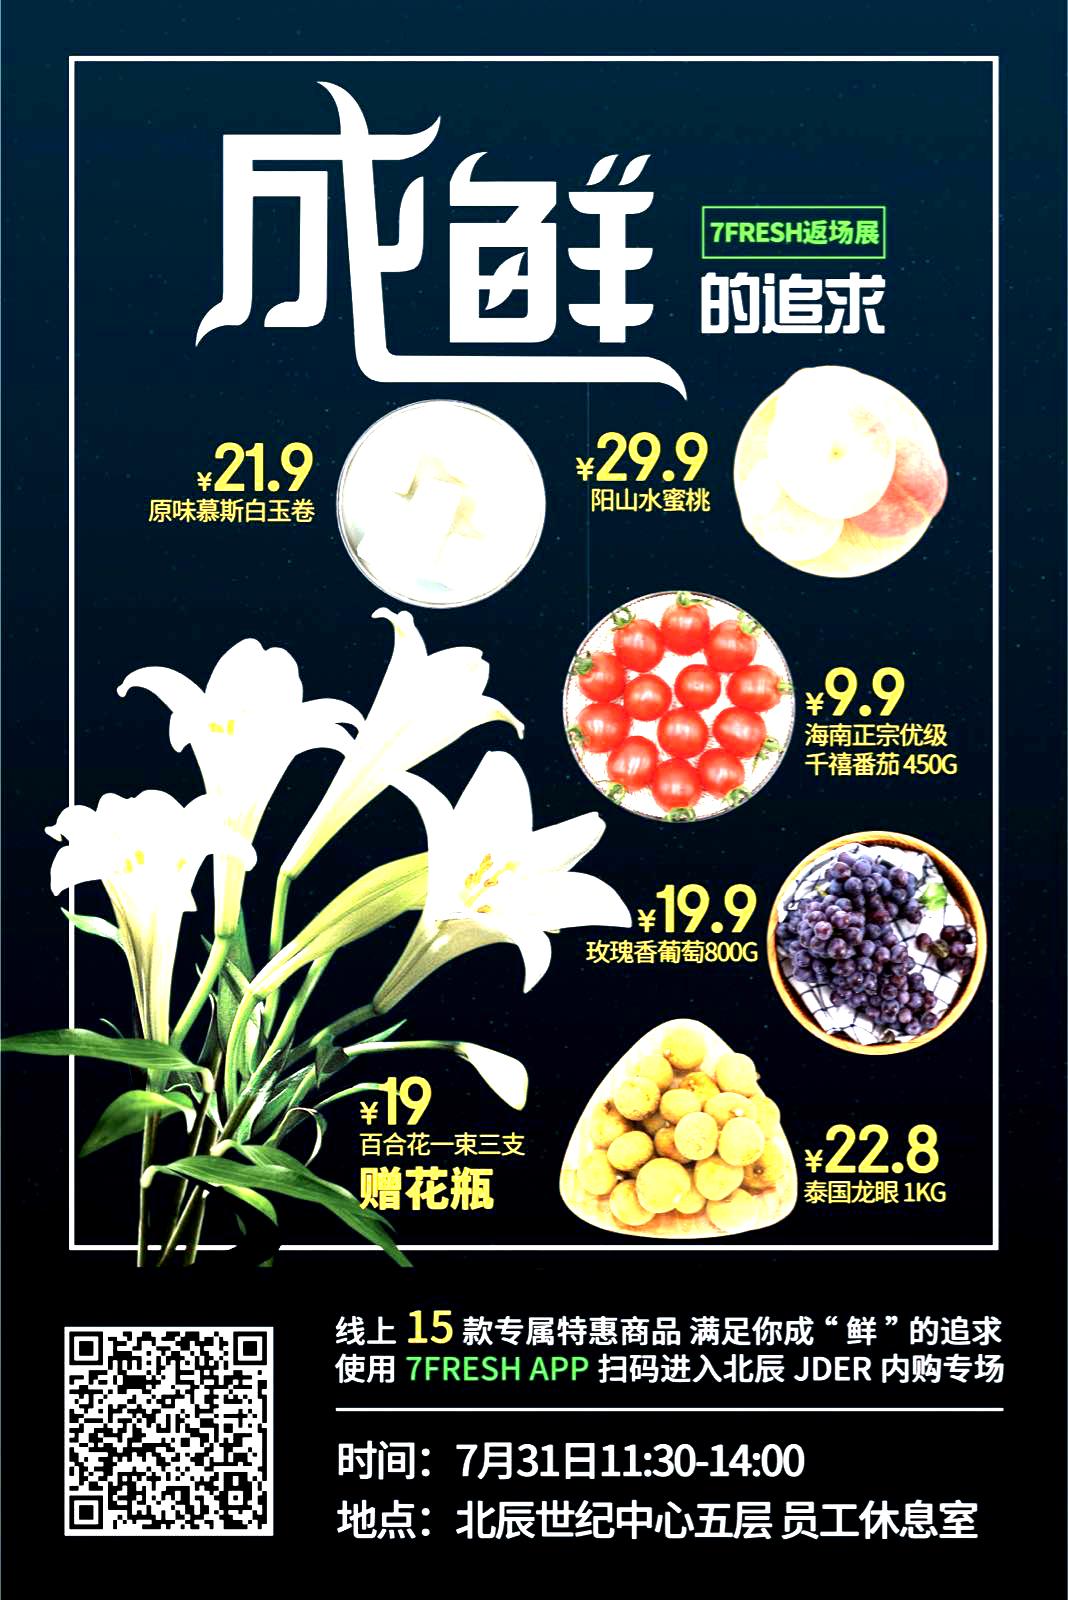 成鲜
7FRESH返场展
的追求
¥21.9
原味慕斯白玉卷
¥29.9
阳山水蜜桃
¥9.9
海南正宗优级
千禧番茄 450G
¥19.9
玫瑰香葡萄800G
¥19
百合花一束三支
赠花瓶
¥22.8
泰国龙眼 1KG
线上 15 款专属特惠商品 满足你成“鲜”的追求
使用 7FRESH APP 扫码进入北辰 JDER 内购专场
时间：7月31日11:30-14:00
地点：北辰世纪中心五层 员工休息室